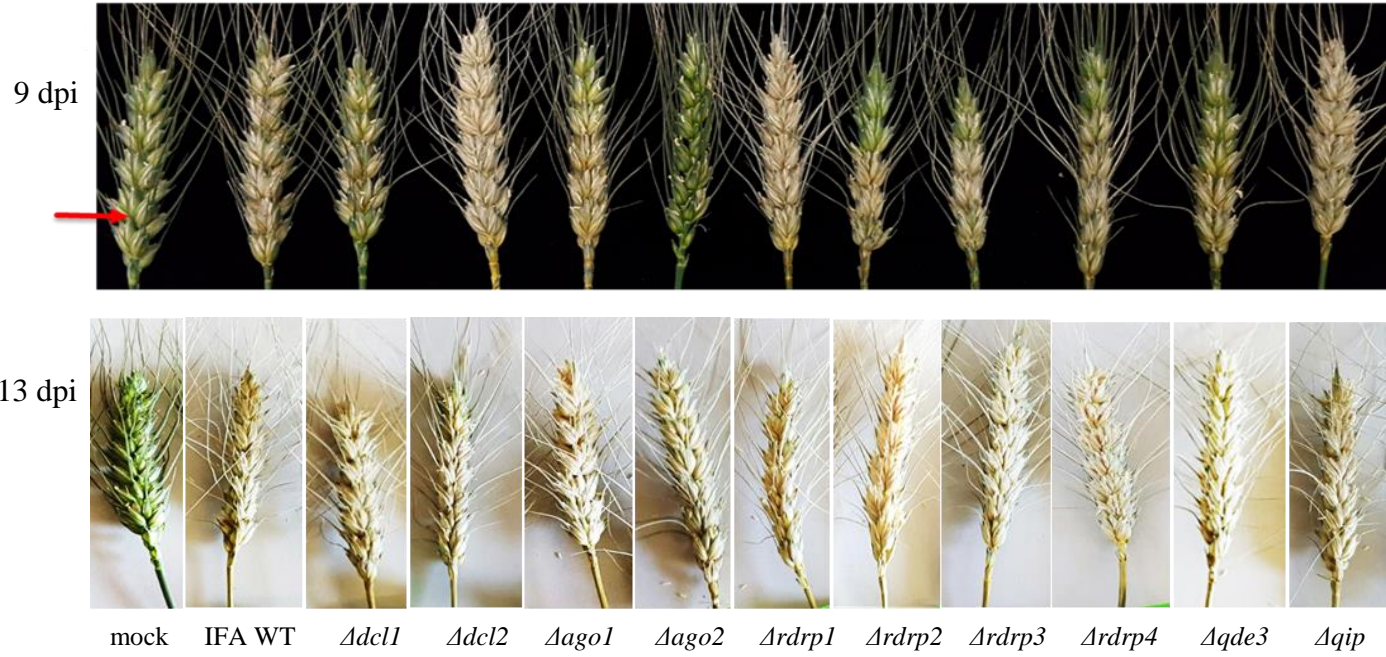 9 dpi
13 dpi
mock IFA WT Δdcl1 Δdcl2 Δago1 Δago2 Δrdrp1 Δrdrp2 Δrdrp3 Δrdrp4 Δqde3 Δqip